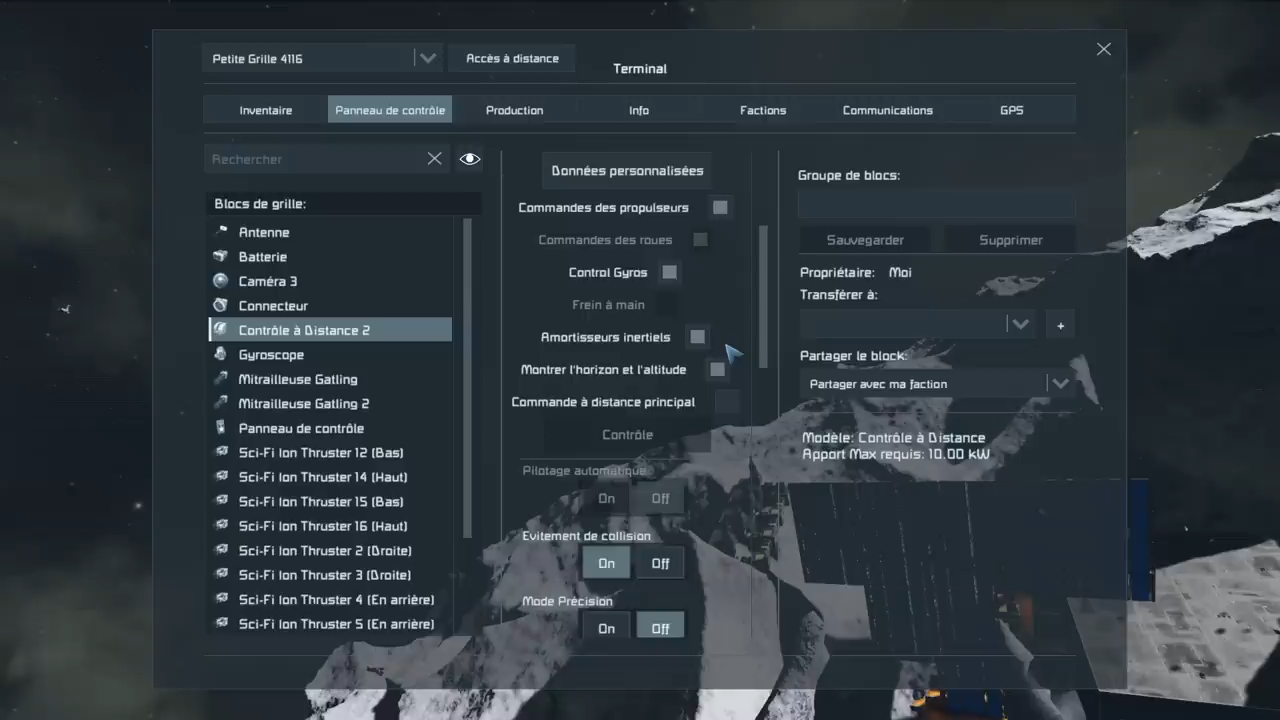 Petite Grille 4116
Accès à distance
Terminal
Inventaire
Panneau de contrôle
Production
Info
Factions
Communications
GPS
Rechercher
Blocs de grille:
Antenne
Batterie
Caméra 3
Connecteur
Contrôle à Distance 2
Gyroscope
Mitrailleuse Gatling
Mitrailleuse Gatling 2
Panneau de contrôle
Sci-Fi Ion Thruster 12 (Bas)
Sci-Fi Ion Thruster 14 (Haut)
Sci-Fi Ion Thruster 15 (Bas)
Sci-Fi Ion Thruster 16 (Haut)
Sci-Fi Ion Thruster 2 (Droite)
Sci-Fi Ion Thruster 3 (Droite)
Sci-Fi Ion Thruster 4 (En arrière)
Sci-Fi Ion Thruster 5 (En arrière)
Données personnalisées
Commandes des propulseurs
Commandes des roues
Control Gyros
Frein à main
Amortisseurs inertiels
Montrer l'horizon et l'altitude
Commande à distance principal
Contrôle
Pilotage automatique
On Off
Evitement de collision
On Off
Mode Précision
On Off
Groupe de blocs:
Sauvegarder
Supprimer
Propriétaire: Moi
Transférer à:
+
Partager le block:
Partager avec ma faction
Modèle: Contrôle à Distance
Apport Max requis: 10.00 kW